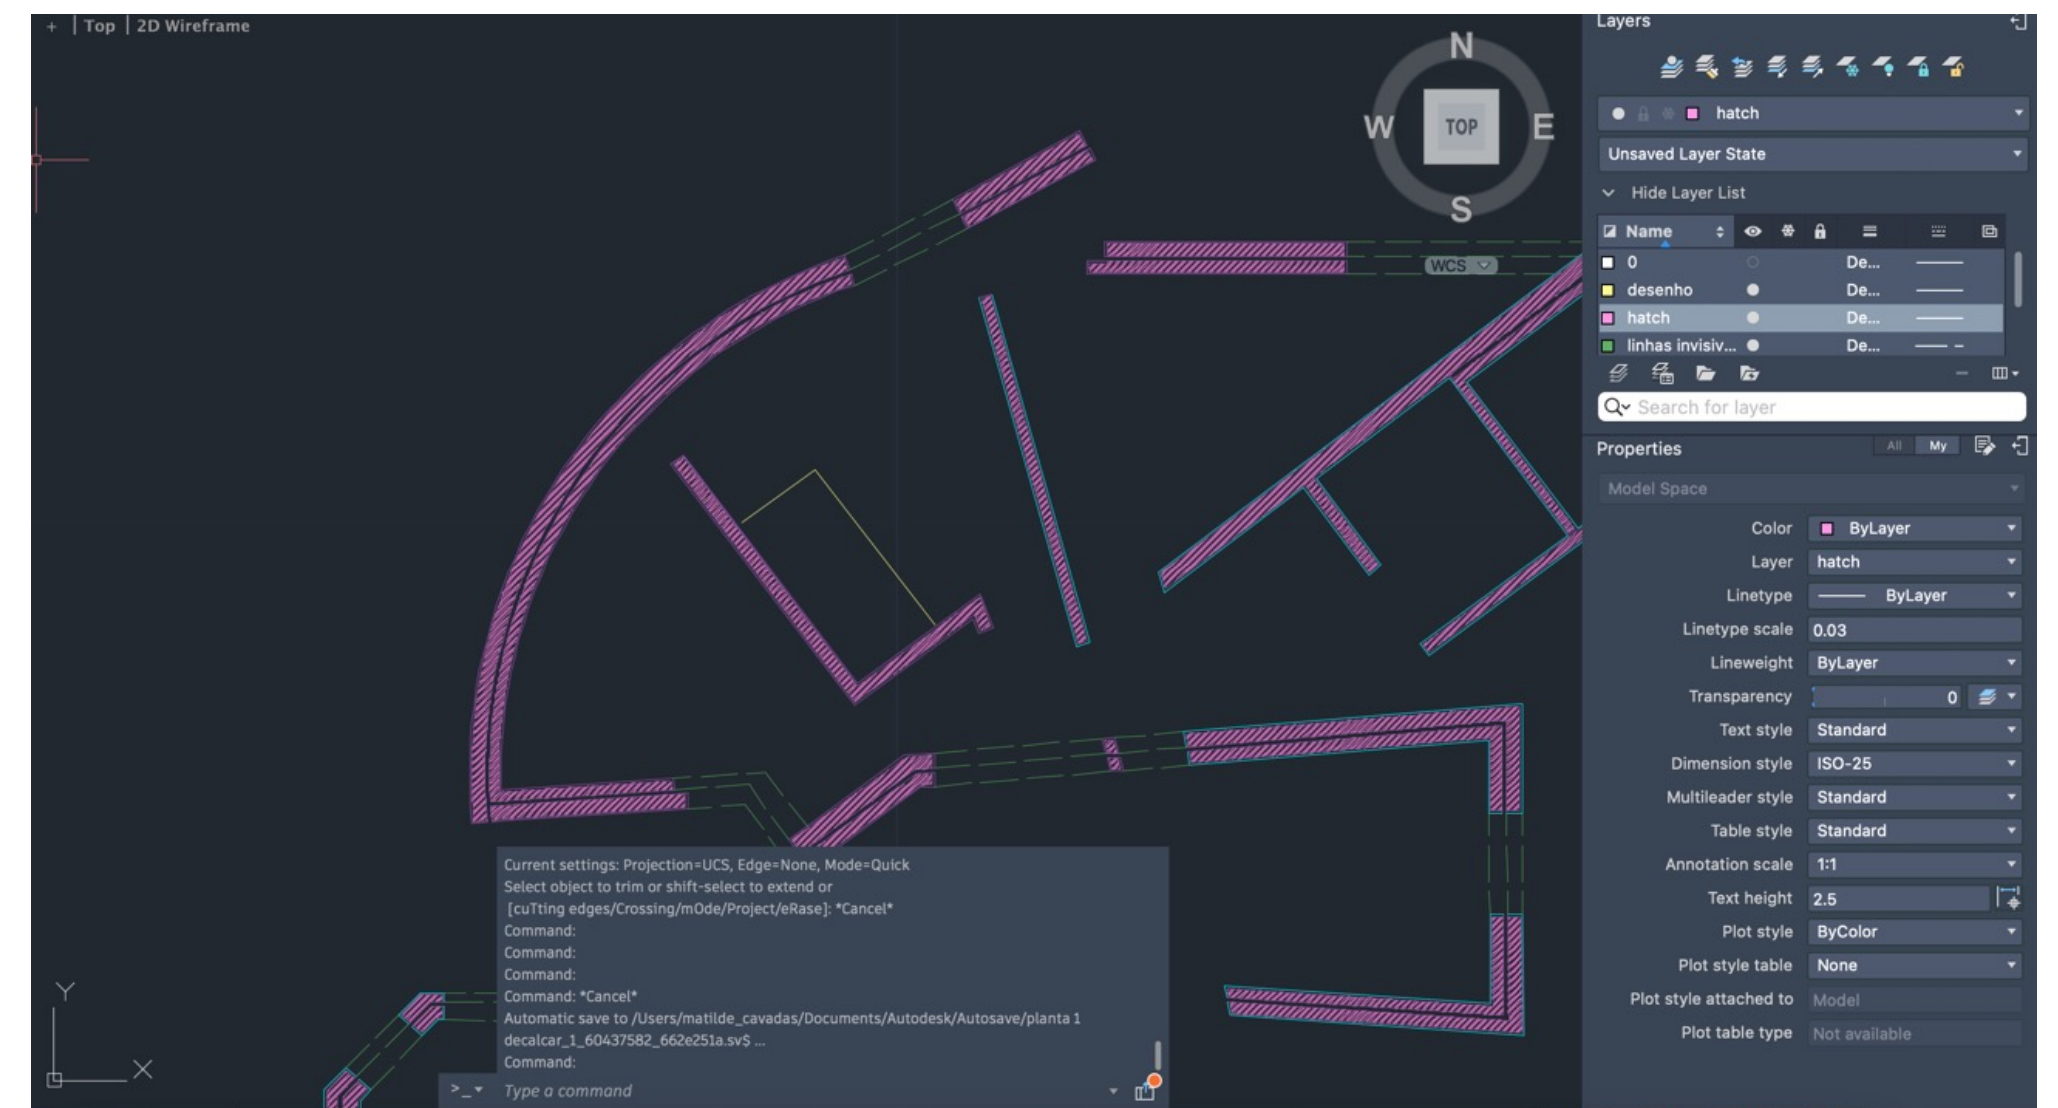 + | Top | 2D Wireframe
N
W TOP E
S
WCS
Layers
hatch
Unsaved Layer State
Hide Layer List
Name
0 De...
desenho De...
hatch De...
linhas invisiv... De...
Search for layer
Properties All My
Model Space
Color ByLayer
Layer hatch
Linetype ByLayer
Linetype scale 0.03
Lineweight ByLayer
Transparency 0
Text style Standard
Dimension style ISO-25
Multileader style Standard
Table style Standard
Annotation scale 1:1
Text height 2.5
Plot style ByColor
Plot style table None
Plot style attached to Model
Plot table type Not available
Current settings: Projection=UCS, Edge=None, Mode=Quick
Select object to trim or shift-select to extend or
[cuTting edges/Crossing/mOde/Project/eRase]: *Cancel*
Command:
Command:
Command:
Command: *Cancel*
Automatic save to /Users/matilde_cavadas/Documents/Autodesk/Autosave/planta 1
decalcar_1_60437582_662e251a.sv$ ...
Command:
>_ Type a command
Y
X